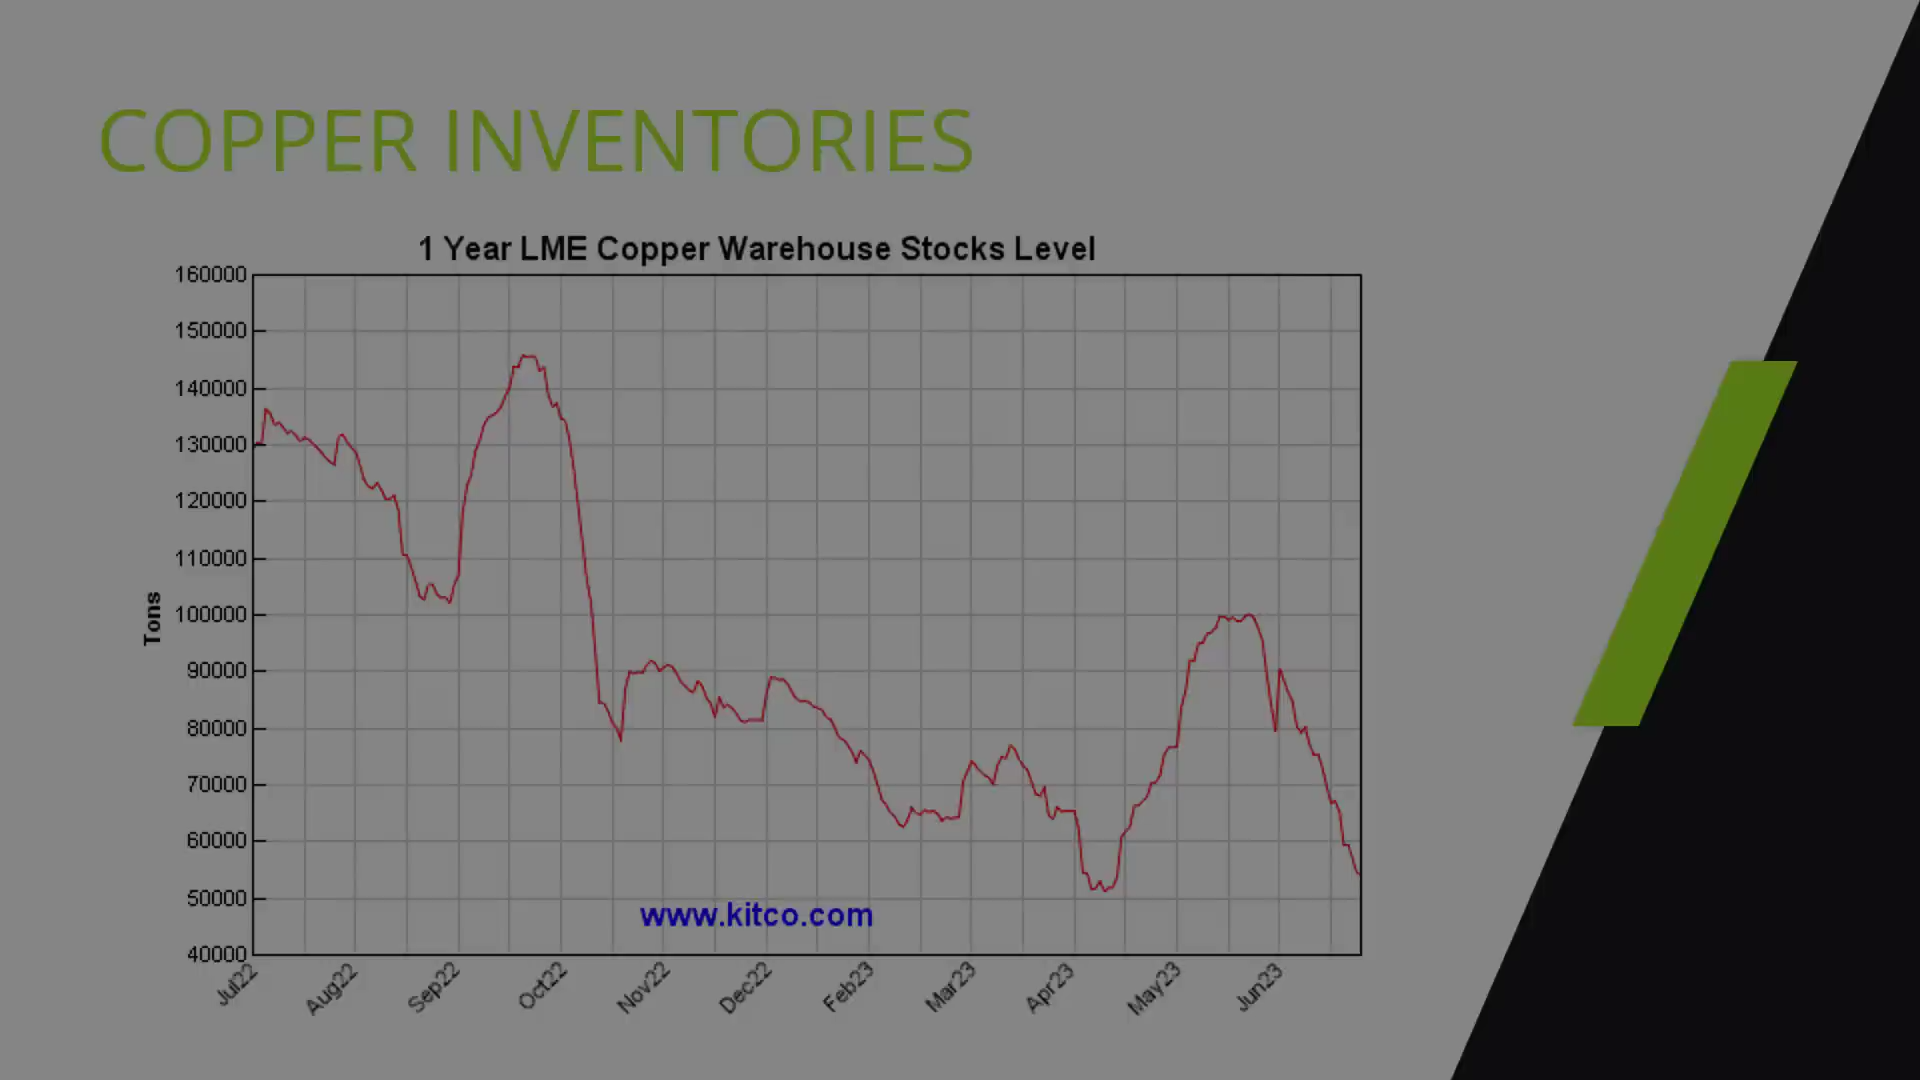 COPPER INVENTORIES
1 Year LME Copper Warehouse Stocks Level
160000
150000
140000
130000
120000
110000
100000
90000
80000
70000
60000
50000
40000
Tons
www.kitco.com
Jul22 Aug22 Sep22 Oct22 Nov22 Dec22 Feb23 Mar23 Apr23 May23 Jun23